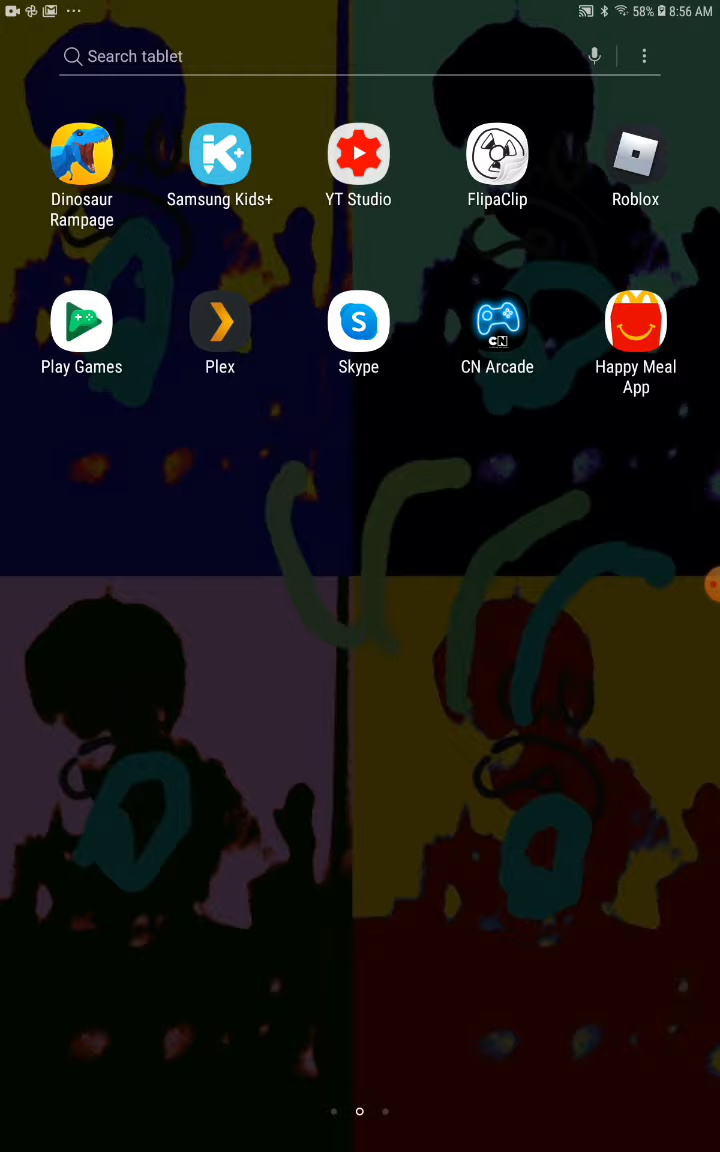 58% 8:56 AM
Search tablet
Dinosaur Rampage
Samsung Kids+
YT Studio
FlipaClip
Roblox
K+
Play Games
Plex
Skype
CN Arcade
Happy Meal App
S
CN